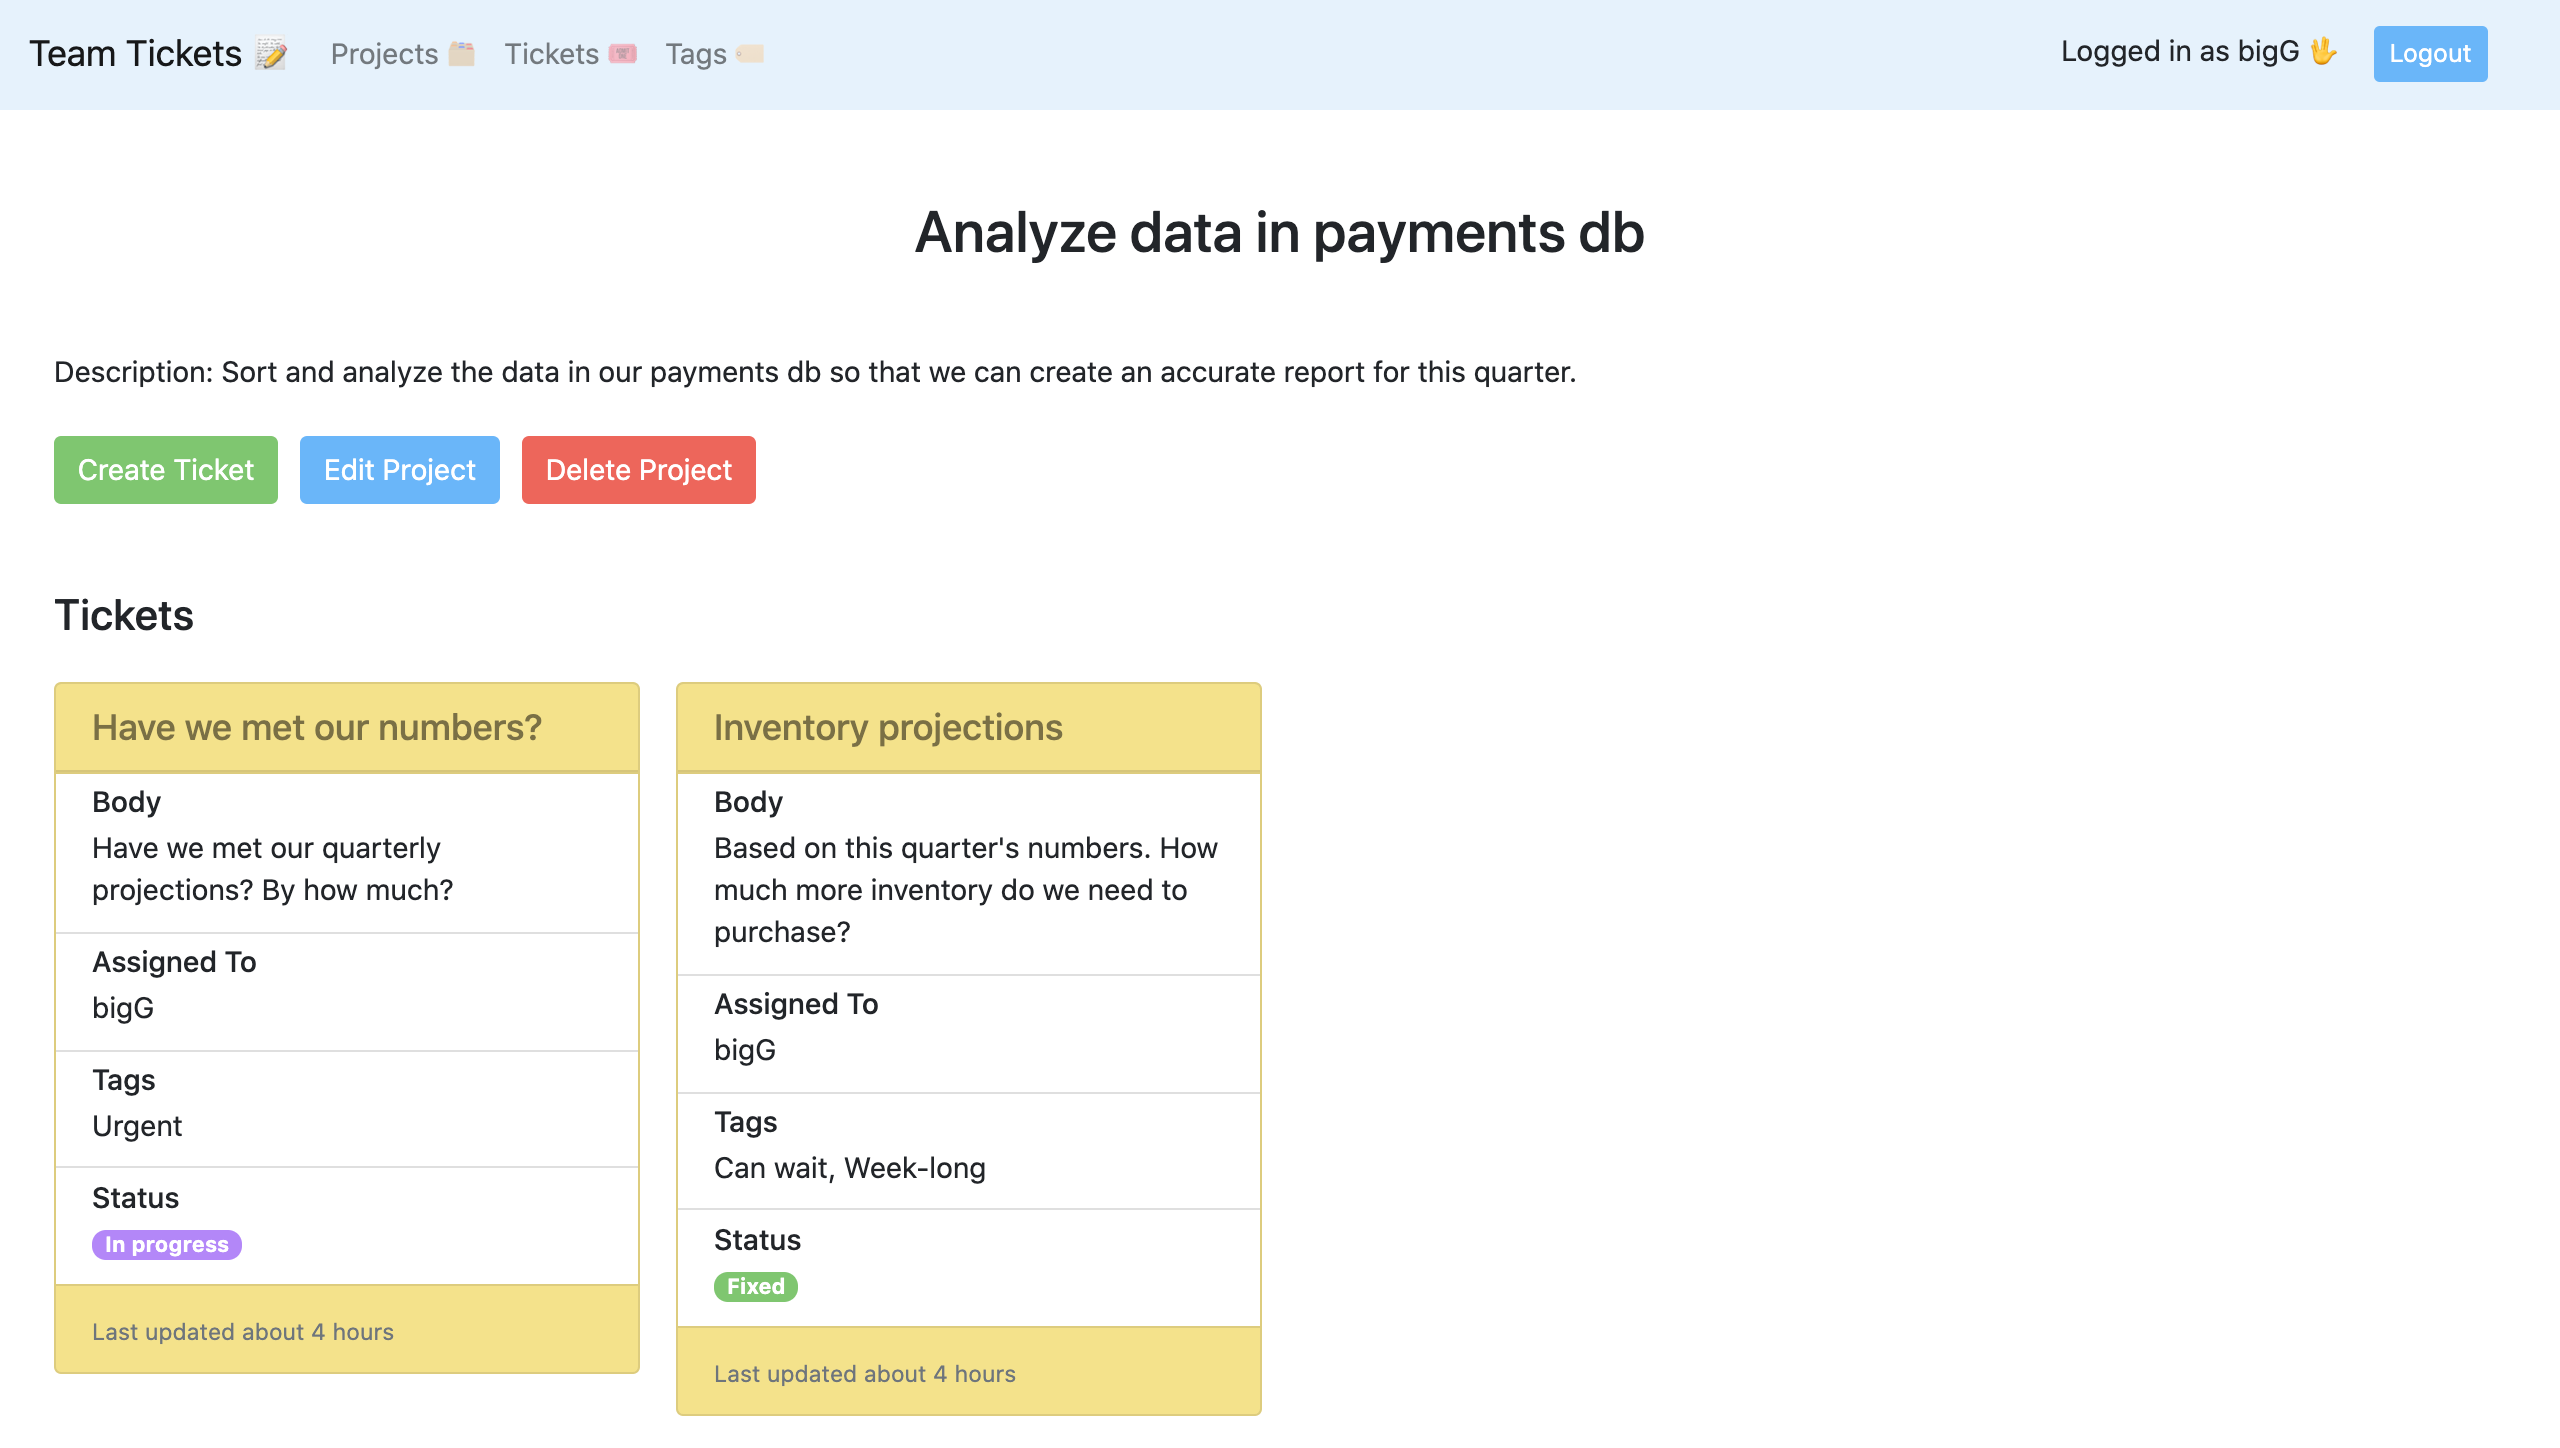 Team Tickets 📝 Projects 🗂️ Tickets 🎟️ Tags 🏷️ Logged in as bigG 🖖 Logout
Analyze data in payments db
Description: Sort and analyze the data in our payments db so that we can create an accurate report for this quarter.
Create Ticket Edit Project Delete Project
Tickets
Have we met our numbers?
Body
Have we met our quarterly
projections? By how much?
Assigned To
bigG
Tags
Urgent
Status
In progress
Last updated about 4 hours
Inventory projections
Body
Based on this quarter's numbers. How
much more inventory do we need to
purchase?
Assigned To
bigG
Tags
Can wait, Week-long
Status
Fixed
Last updated about 4 hours